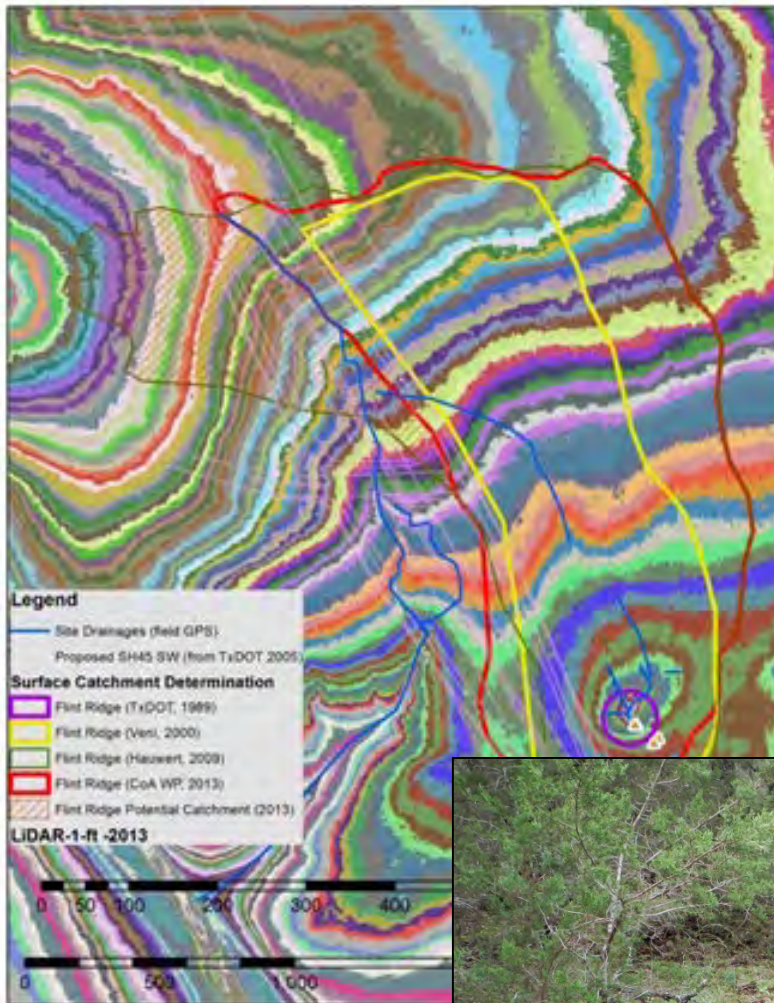 Legend
Site Drainages (field GPS)
Proposed SH45 SW (from TxDOT 2005)
Surface Catchment Determination
Flint Ridge (TxDOT, 1989)
Flint Ridge (Veni, 2000)
Flint Ridge (Hauwert, 2009)
Flint Ridge (CoA WP, 2013)
Flint Ridge Potential Catchment (2013)
LiDAR-1-ft -2013
0 50 100 200 300 400
0 500 1,000